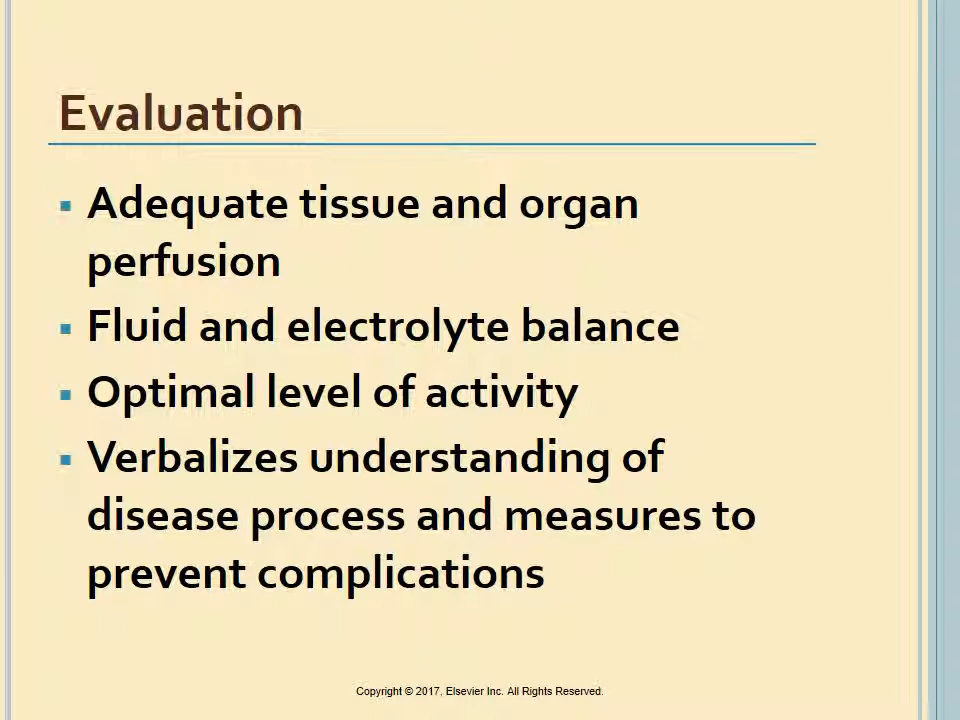 Evaluation
▪ Adequate tissue and organ
perfusion
▪ Fluid and electrolyte balance
▪ Optimal level of activity
▪ Verbalizes understanding of
disease process and measures to
prevent complications
Copyright © 2017, Elsevier Inc. All Rights Reserved.